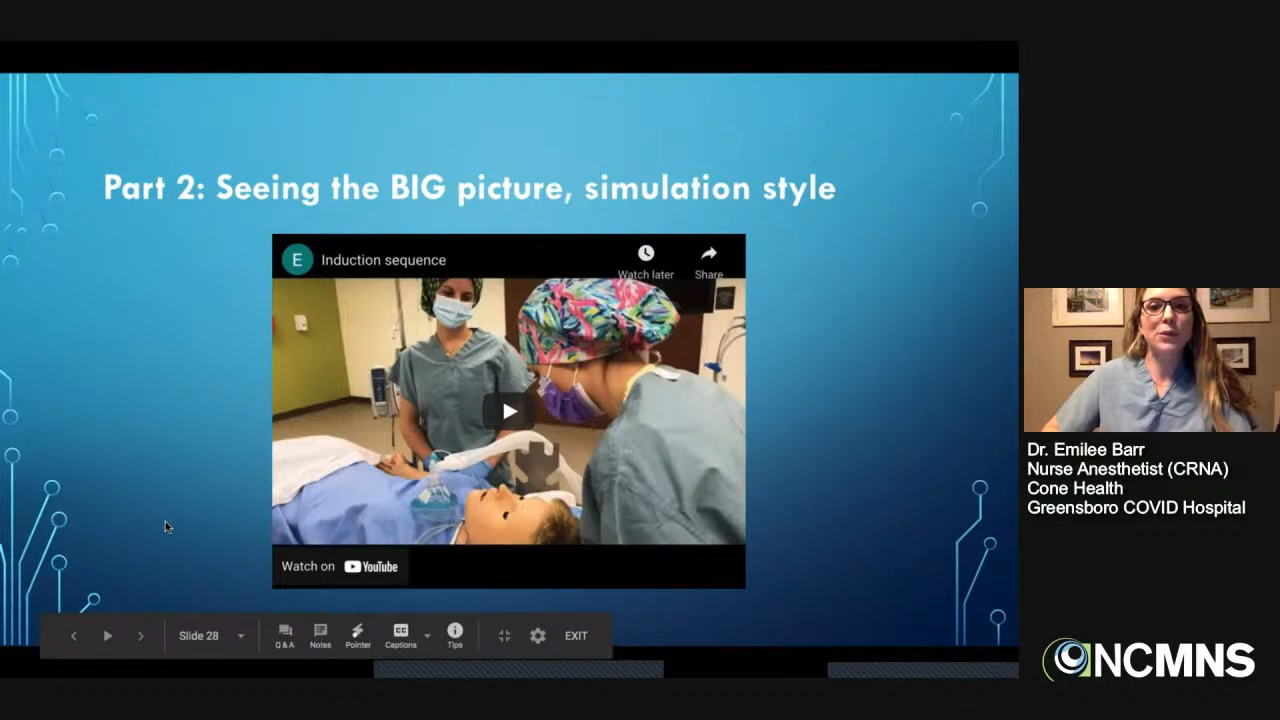 Part 2: Seeing the BIG picture, simulation style
E Induction sequence
Watch later
Share
Watch on YouTube
Slide 28
Q & A
Notes
Pointer
CC
Captions
Tips
EXIT
Dr. Emilee Barr
Nurse Anesthetist (CRNA)
Cone Health
Greensboro COVID Hospital
NCMNS